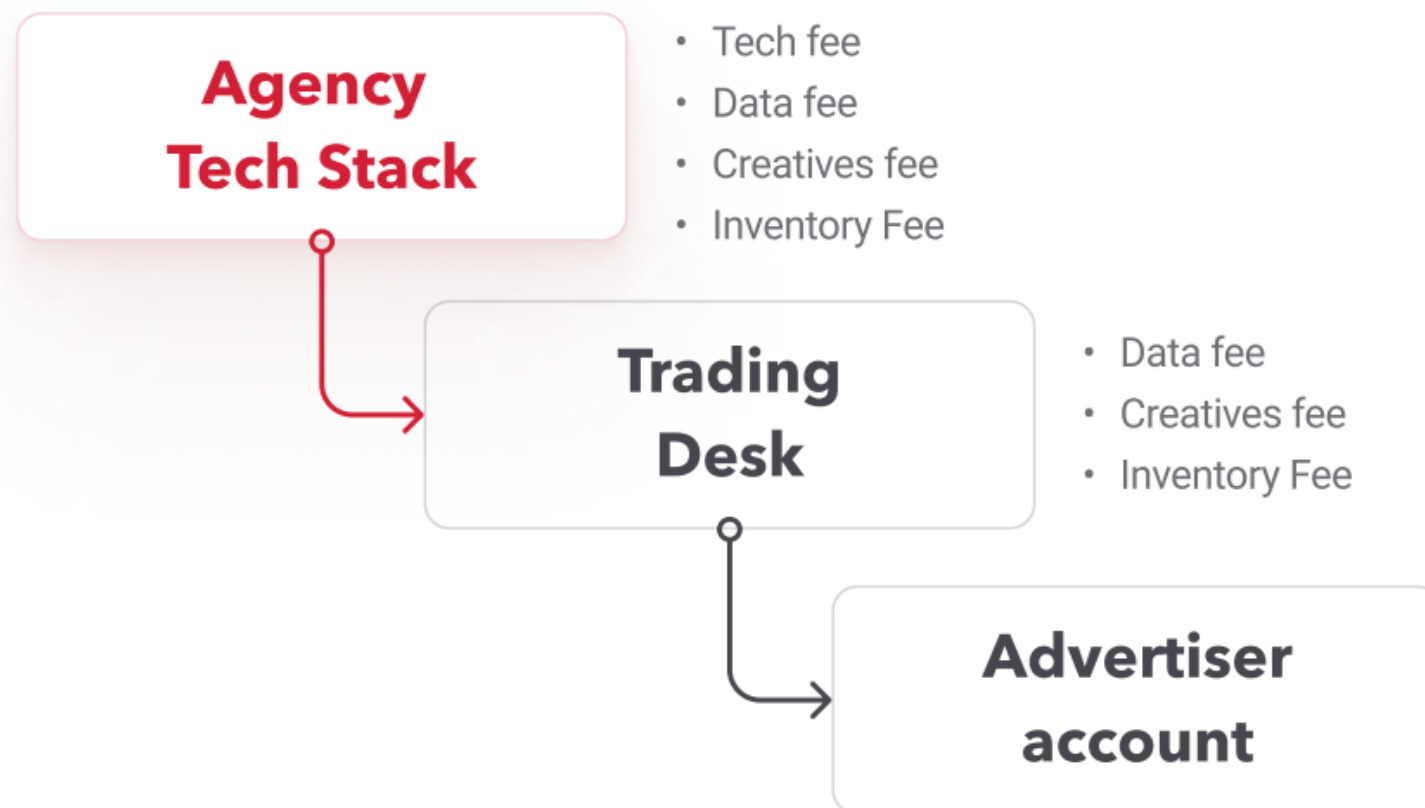 Agency
Tech Stack
• Tech fee
• Data fee
• Creatives fee
• Inventory Fee
Trading
Desk
• Data fee
• Creatives fee
• Inventory Fee
Advertiser
account